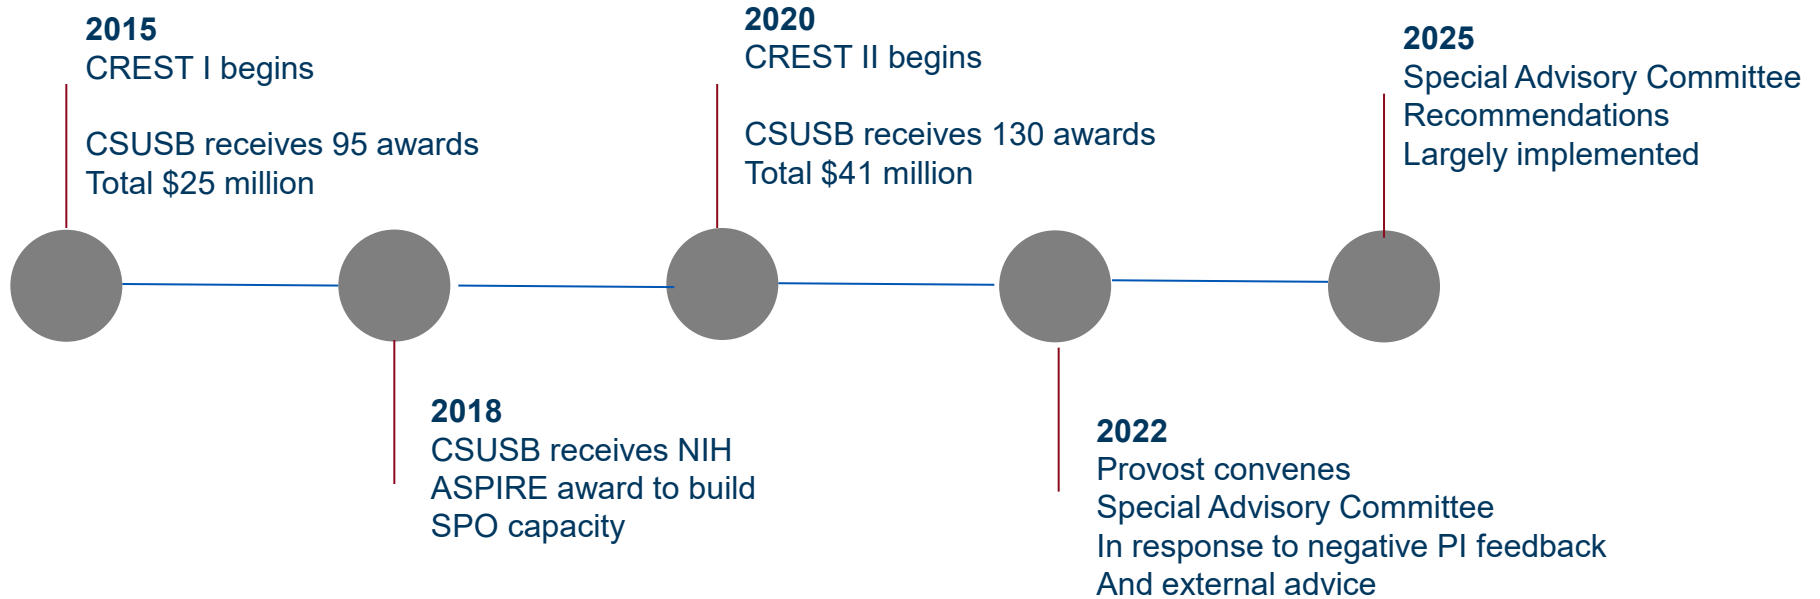 2015
CREST I begins
CSUSB receives 95 awards
Total $25 million
2018
CSUSB receives NIH
ASPIRE award to build
SPO capacity
2020
CREST II begins
CSUSB receives 130 awards
Total $41 million
2022
Provost convenes
Special Advisory Committee
In response to negative PI feedback
And external advice
2025
Special Advisory Committee
Recommendations
Largely implemented